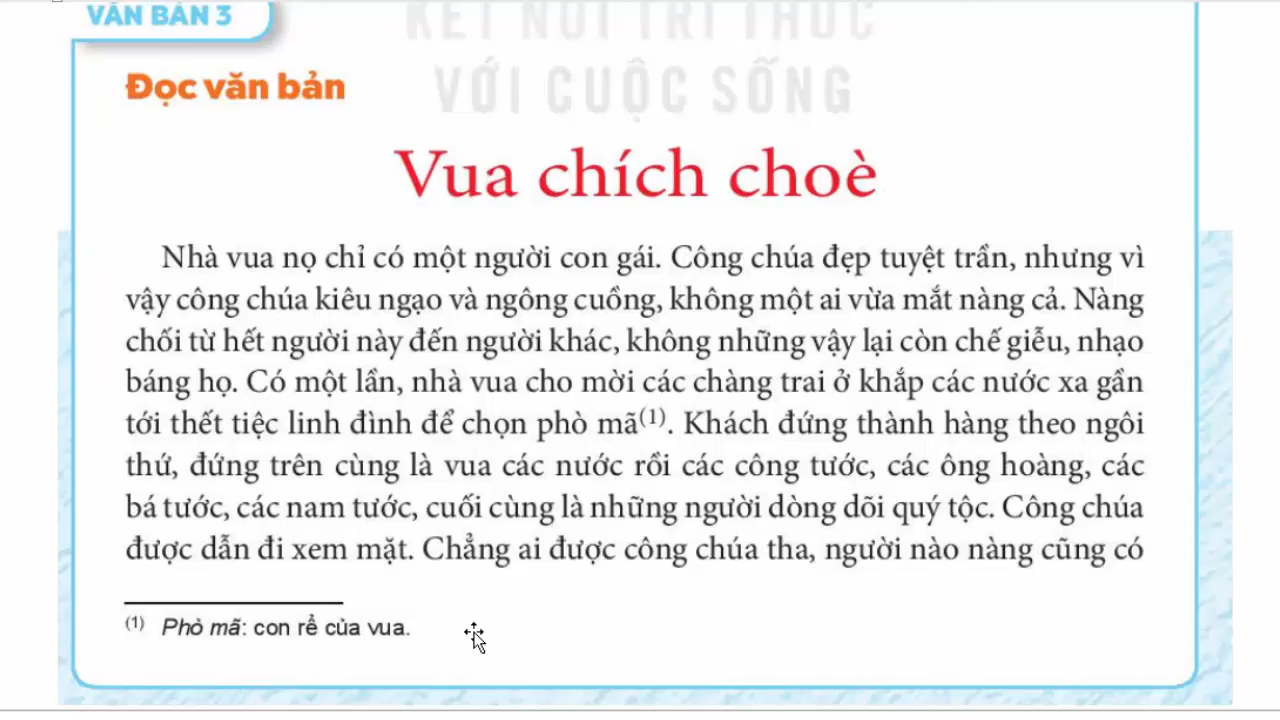 VĂN BẢN 3
KẾT NỐI TRI THỨC
VỚI CUỘC SỐNG
Đọc văn bản
Vua chích choè
Nhà vua nọ chỉ có một người con gái. Công chúa đẹp tuyệt trần, nhưng vì
vậy công chúa kiêu ngạo và ngông cuồng, không một ai vừa mắt nàng cả. Nàng
chối từ hết người này đến người khác, không những vậy lại còn chế giễu, nhạo
báng họ. Có một lần, nhà vua cho mời các chàng trai ở khắp các nước xa gần
tới thết tiệc linh đình để chọn phò mã(1). Khách đứng thành hàng theo ngôi
thứ, đứng trên cùng là vua các nước rồi các công tước, các ông hoàng, các
bá tước, các nam tước, cuối cùng là những người dòng dõi quý tộc. Công chúa
được dẫn đi xem mặt. Chẳng ai được công chúa tha, người nào nàng cũng có
(1) Phò mã: con rể của vua.